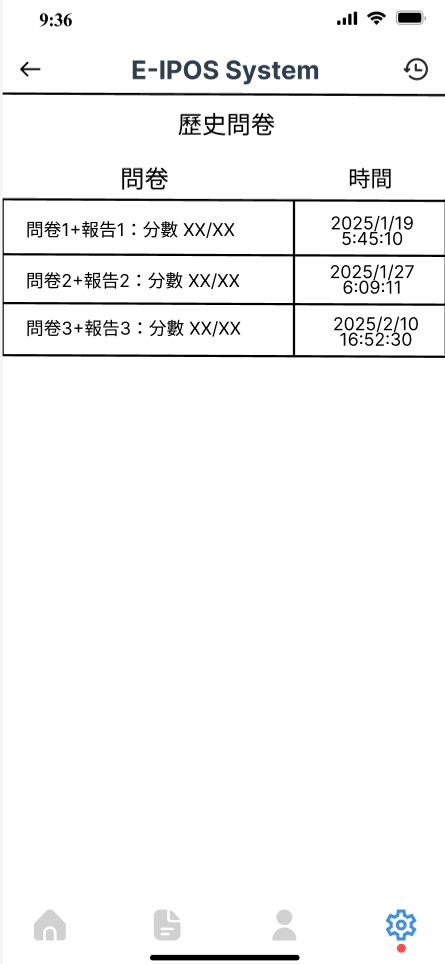 9:36
E-IPOS System
歷史問卷
問卷 時間
問卷1+報告1：分數 XX/XX 2025/1/19
5:45:10
問卷2+報告2：分數 XX/XX 2025/1/27
6:09:11
問卷3+報告3：分數 XX/XX 2025/2/10
16:52:30